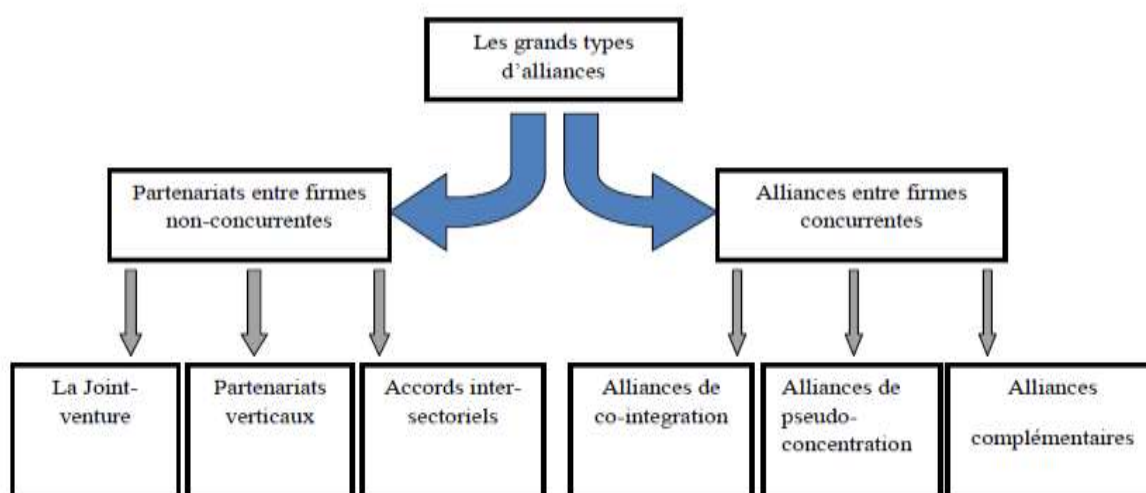 Les grands types
d'alliances
Partenariats entre firmes
non-concurrentes
Alliances entre firmes
concurrentes
La Joint-
venture
Partenariats
verticaux
Accords inter-
sectoriels
Alliances de
co-integration
Alliances de
pseudo-
concentration
Alliances
complémentaires